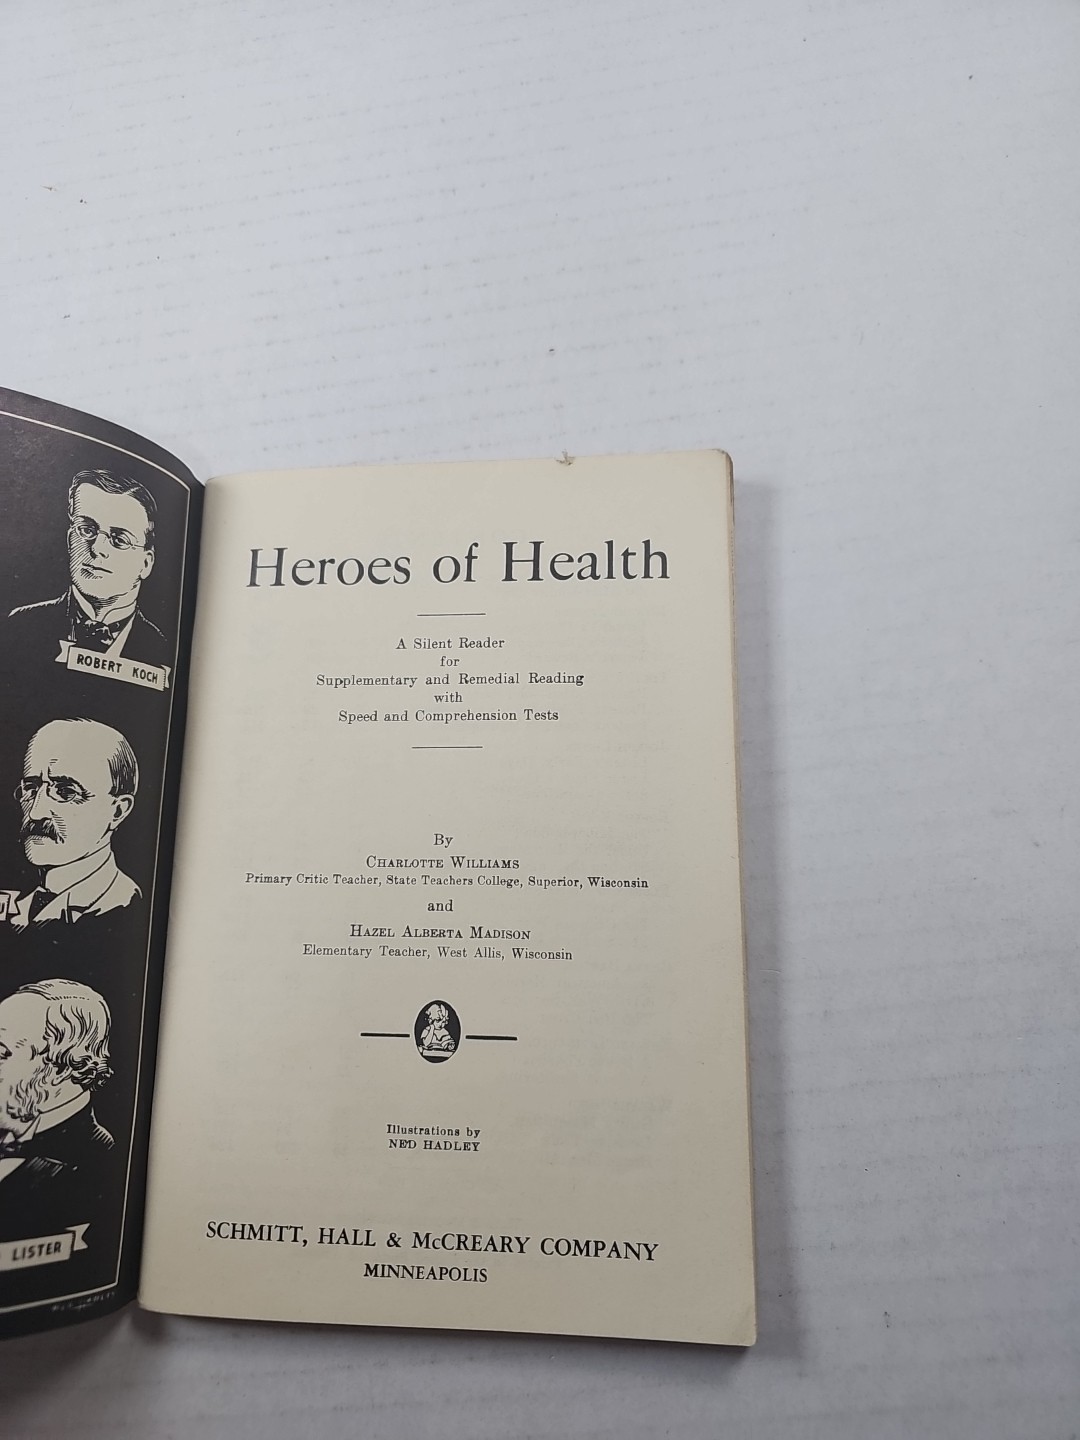 ROBERT KOCH
LISTER
Heroes of Health
A Silent Reader
for
Supplementary and Remedial Reading
with
Speed and Comprehension Tests
By
CHARLOTTE WILLIAMS
Primary Critic Teacher, State Teachers College, Superior, Wisconsin
and
HAZEL ALBERTA MADISON
Elementary Teacher, West Allis, Wisconsin
Illustrations by
NED HADLEY
SCHMITT, HALL & McCREARY COMPANY
MINNEAPOLIS